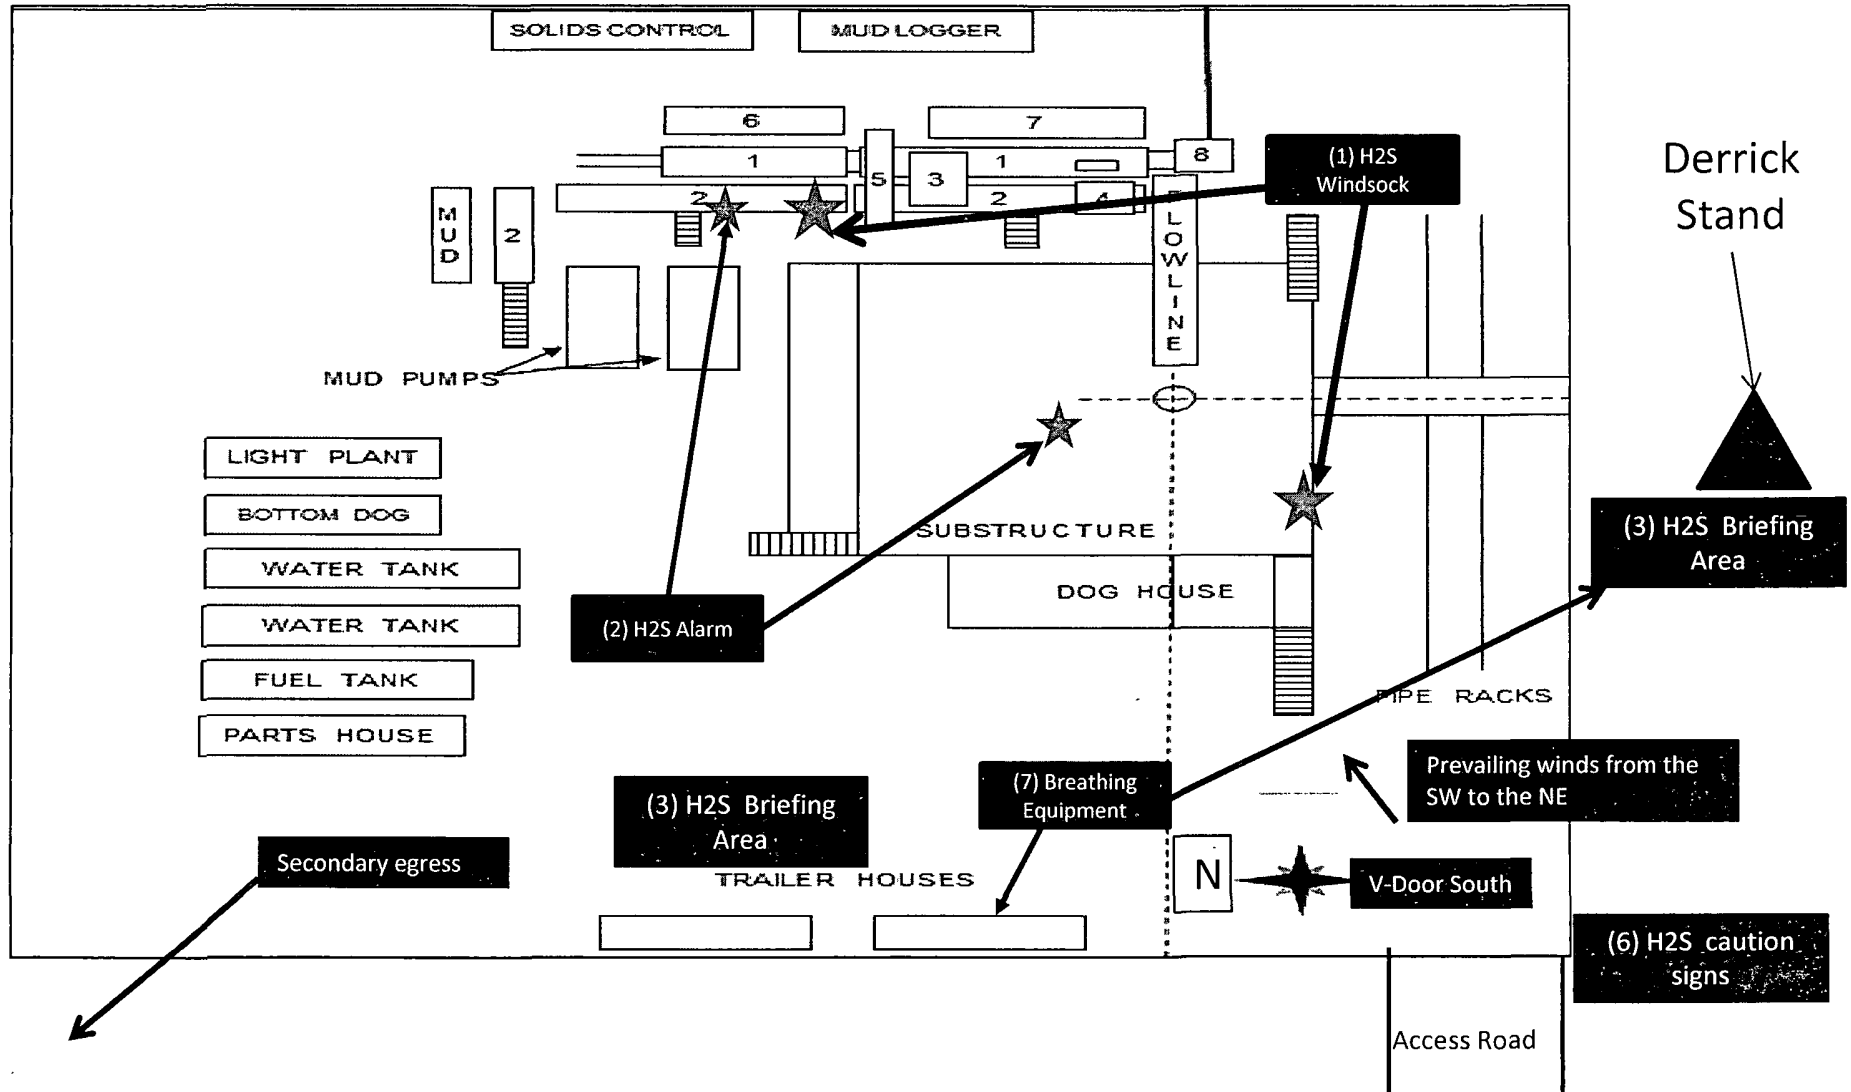 SOLIDS CONTROL
MUD LOGGER
6
7
1
1
8
5
3
2
2
4
(1) H2S
Windsock
Derrick
Stand
MUD
2
FLOWLINE
MUD PUMPS
LIGHT PLANT
BOTTOM DOG
WATER TANK
WATER TANK
FUEL TANK
PARTS HOUSE
SUBSTRUCTURE
DOG HOUSE
(2) H2S Alarm
(3) H2S Briefing
Area
PIPE RACKS
Prevailing winds from the
SW to the NE
(7) Breathing
Equipment
(3) H2S Briefing
Area
Secondary egress
TRAILER HOUSES
N
V-Door South
(6) H2S caution
signs
Access Road